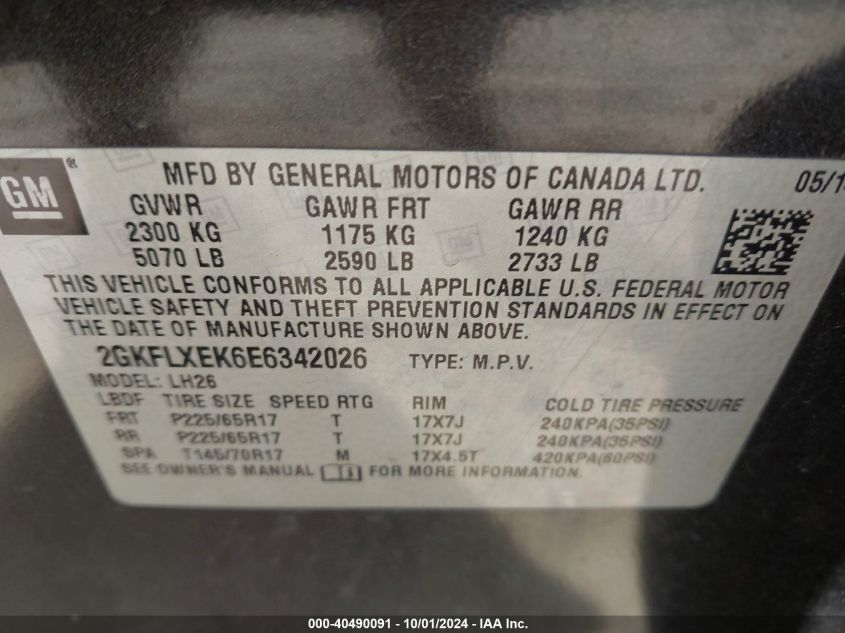 GM ®
MFD BY GENERAL MOTORS OF CANADA LTD. 05/1
GVWR GAWR FRT GAWR RR
2300 KG 1175 KG 1240 KG
5070 LB 2590 LB 2733 LB
THIS VEHICLE CONFORMS TO ALL APPLICABLE U.S. FEDERAL MOTOR
VEHICLE SAFETY AND THEFT PREVENTION STANDARDS IN EFFECT ON
THE DATE OF MANUFACTURE SHOWN ABOVE.
2GKFLXEK6E6342026 TYPE: M.P.V.
MODEL: LH26
LBDF TIRE SIZE SPEED RTG RIM COLD TIRE PRESSURE
FRT P225/65R17 T 17X7J 240KPA(35PSI)
RR P225/65R17 T 17X7J 240KPA(35PSI)
SPA T145/70R17 M 17X4.5T 420KPA(60PSI)
SEE OWNER'S MANUAL FOR MORE INFORMATION.
000-40490091 - 10/01/2024 - IAA Inc.